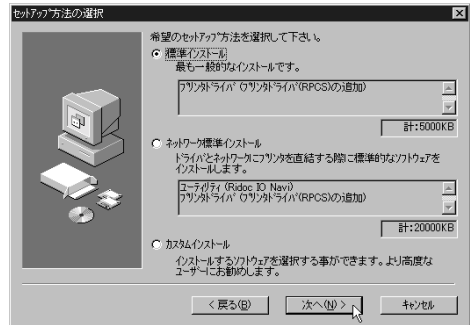 セットアップ方法の選択
希望のセットアップ方法を選択して下さい。
標準インストール
最も一般的なインストールです。
プリンタドライバ (プリンタドライバ(RPCS)の追加)
計:5000KB
ネットワーク標準インストール
ドライバとネットワークにプリンタを直結する際に標準的なソフトウェアを
インストールします。
ユーティリティ (Ridoc IO Navi)
プリンタドライバ (プリンタドライバ(RPCS)の追加)
計:20000KB
カスタムインストール
インストールするソフトウェアを選択する事ができます。より高度な
ユーザーにお勧めします。
< 戻る(B)
次へ(N) >
キャンセル